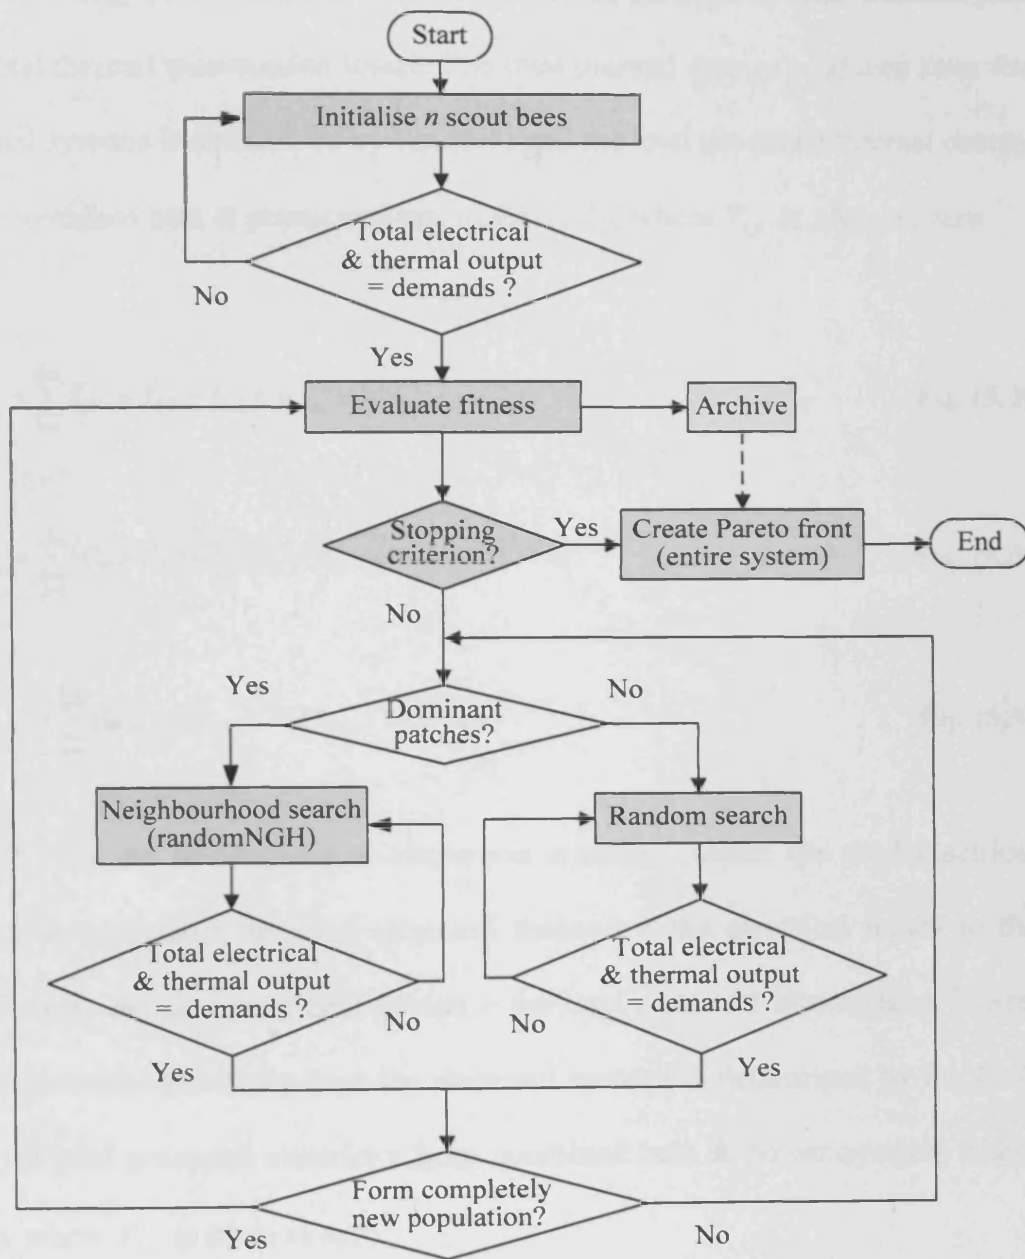 Start
Initialise n scout bees
Total electrical
& thermal output
= demands ?
No
Yes
Evaluate fitness
Archive
Stopping
criterion?
Yes
Create Pareto front
(entire system)
End
No
Yes
No
Dominant
patches?
Neighbourhood search
(randomNGH)
Random search
Total electrical
& thermal output
= demands ?
No
Total electrical
& thermal output
= demands ?
No
Yes
Yes
Form completely
new population?
Yes
No